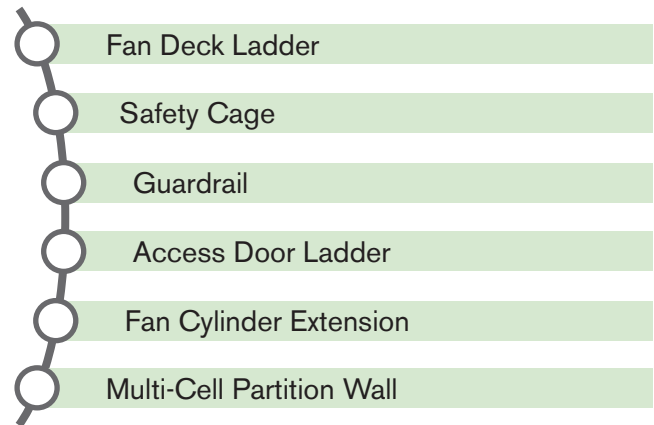 Fan Deck Ladder
Safety Cage
Guardrail
Access Door Ladder
Fan Cylinder Extension
Multi-Cell Partition Wall